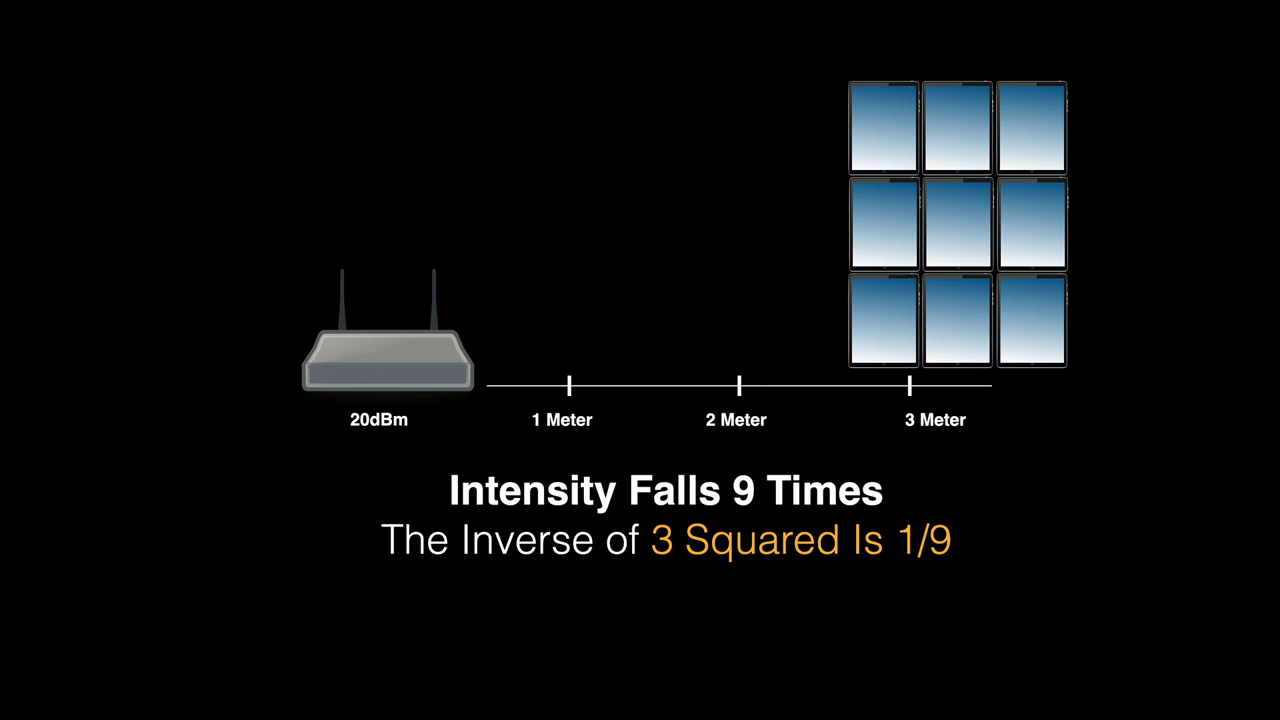 20dBm
1 Meter
2 Meter
3 Meter
Intensity Falls 9 Times
The Inverse of 3 Squared Is 1/9